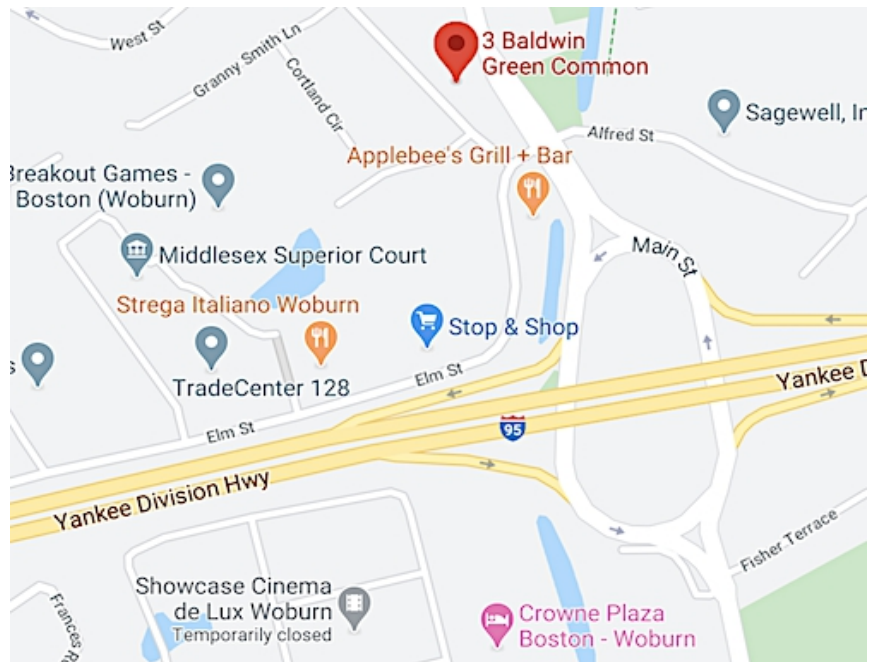 West St
Granny Smith Ln
Cortland Cir
3 Baldwin
Green Common
Sagewell, In
Alfred St
Applebee's Grill + Bar
Breakout Games -
Boston (Woburn)
Middlesex Superior Court
Main St
Strega Italiano Woburn
Stop & Shop
s
TradeCenter 128
Elm St
Yankee D
Elm St
95
Yankee Division Hwy
Fisher Terrace
Showcase Cinema
de Lux Woburn
Temporarily closed
Crowne Plaza
Boston - Woburn
Frances R